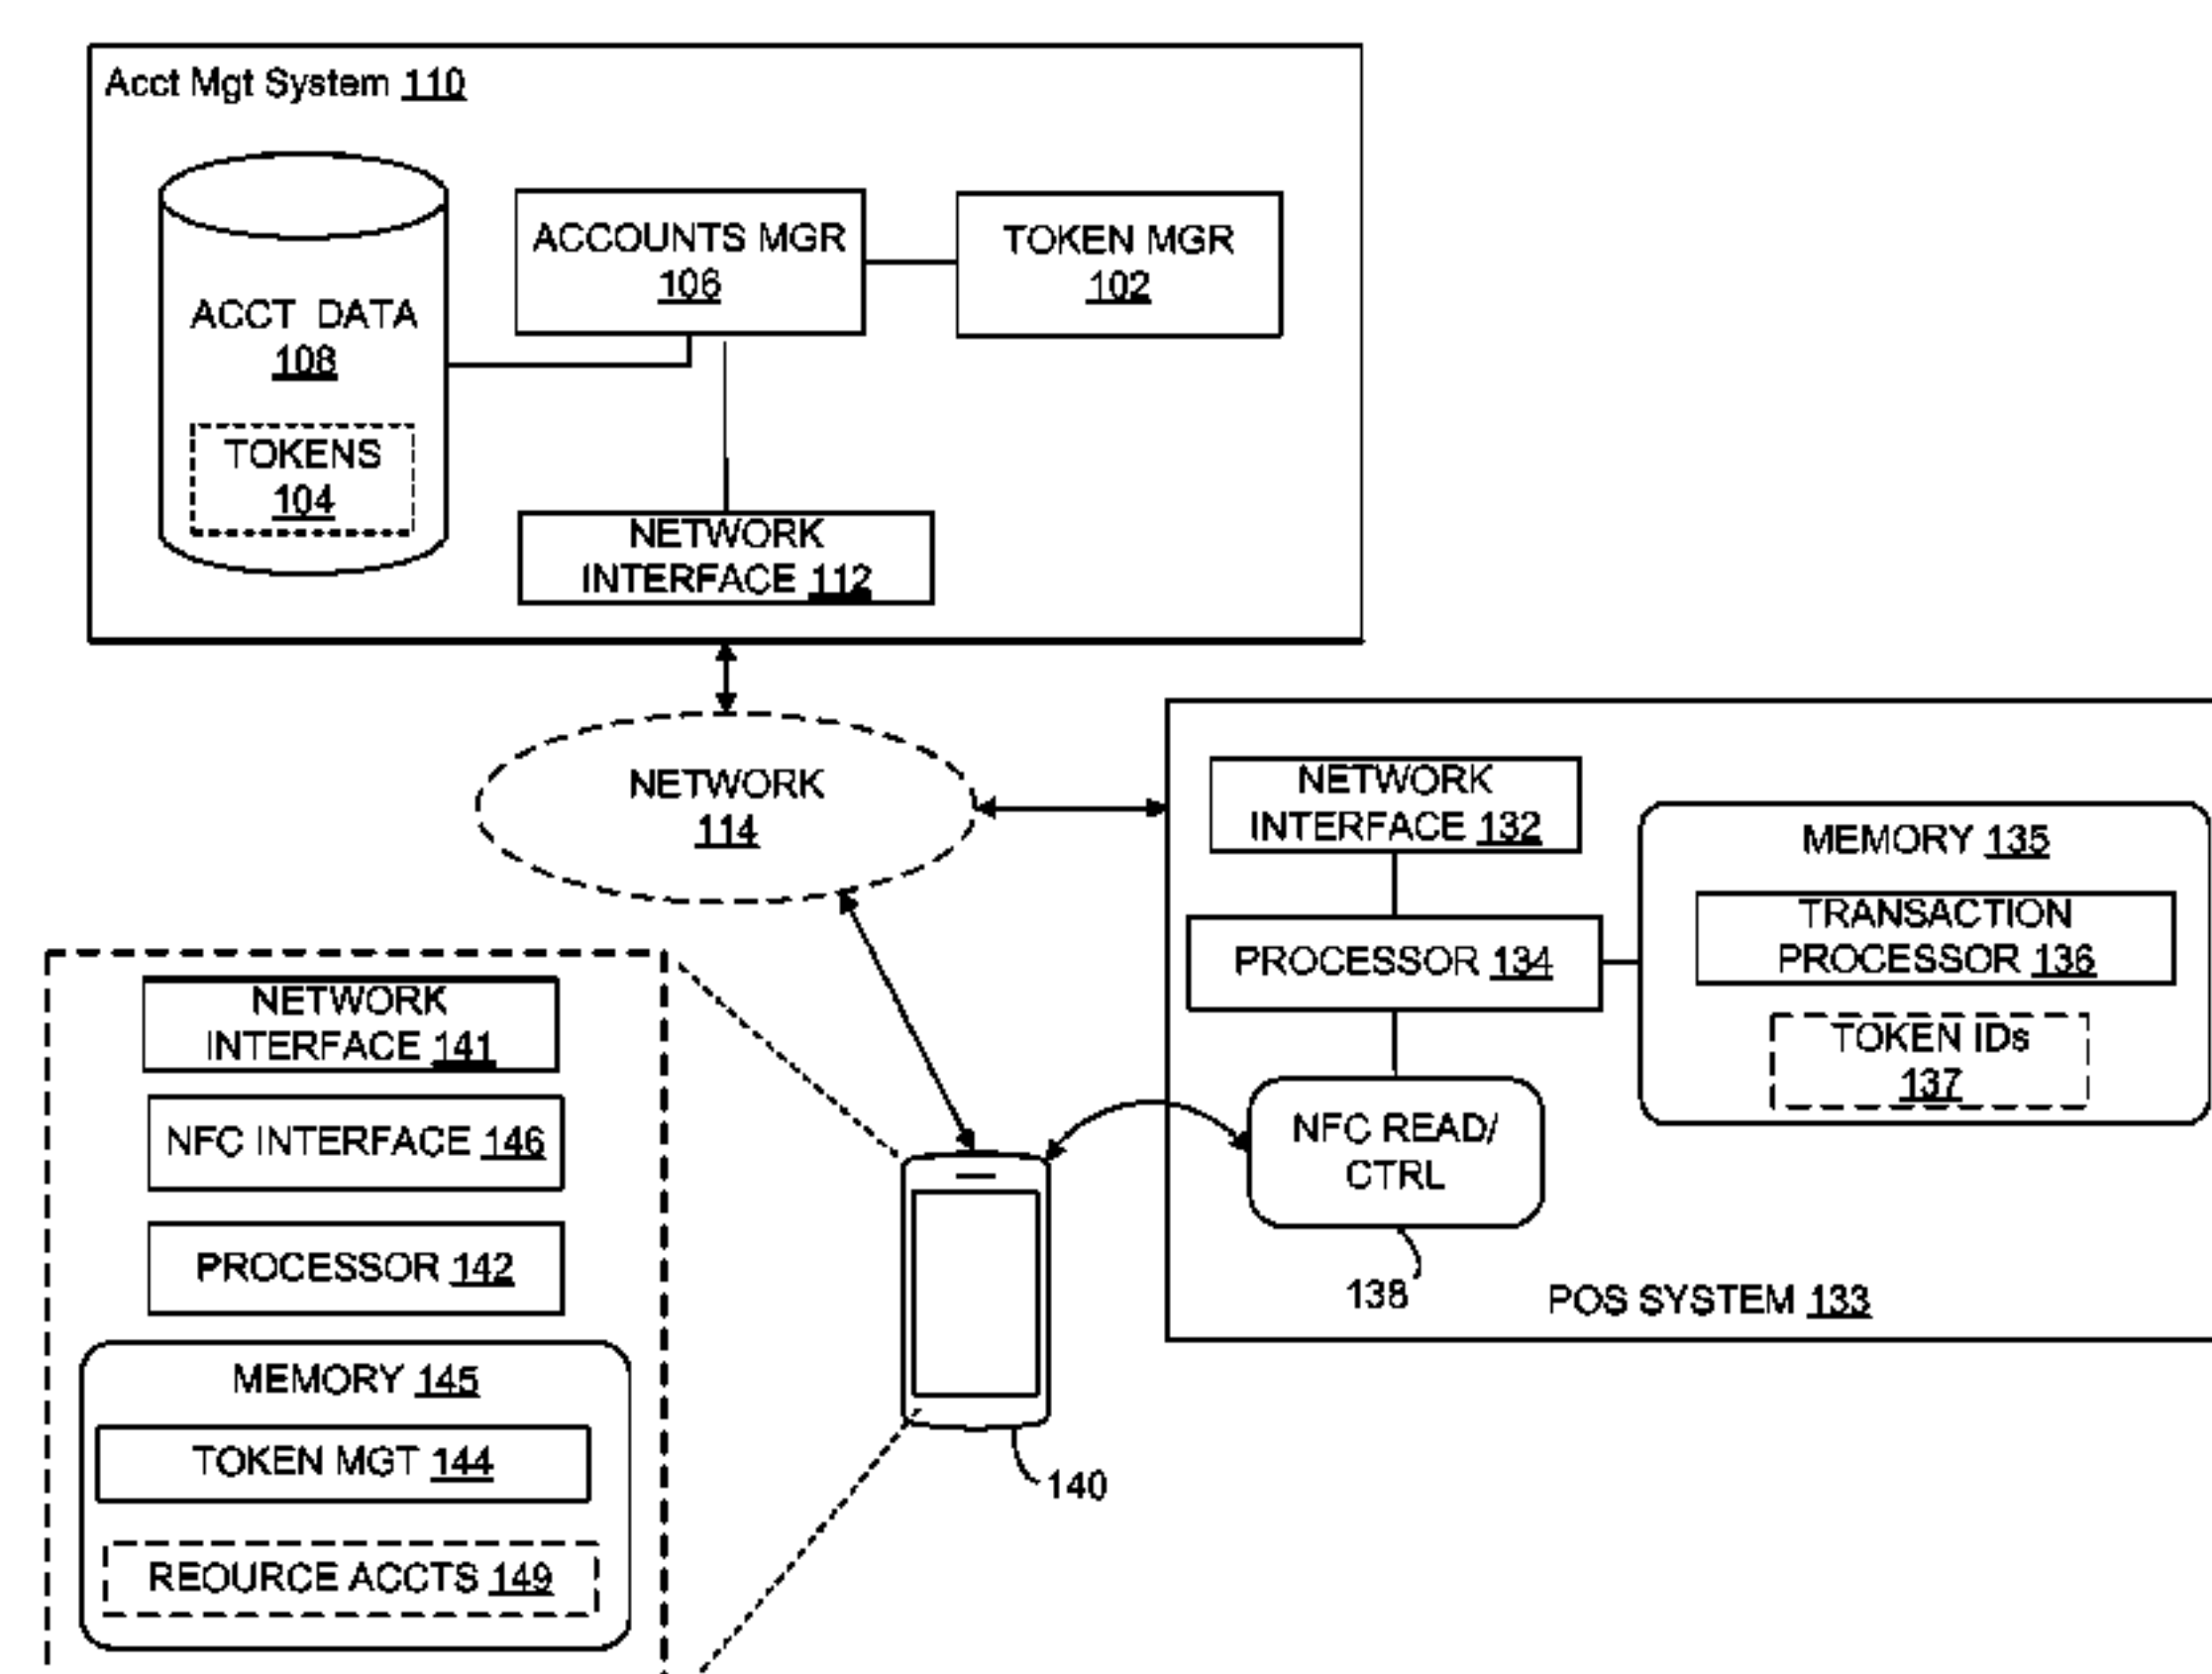 Acct Mgt System 110
ACCOUNTS MGR
106
TOKEN MGR
102
ACCT DATA
108
TOKENS
104
NETWORK
INTERFACE 112
NETWORK
114
NETWORK
INTERFACE 132
MEMORY 135
TRANSACTION
PROCESSOR 136
PROCESSOR 134
TOKEN IDs
137
NFC READ/
CTRL
138
POS SYSTEM 133
NETWORK
INTERFACE 141
NFC INTERFACE 146
PROCESSOR 142
MEMORY 145
TOKEN MGT 144
REOURCE ACCTS 149
140